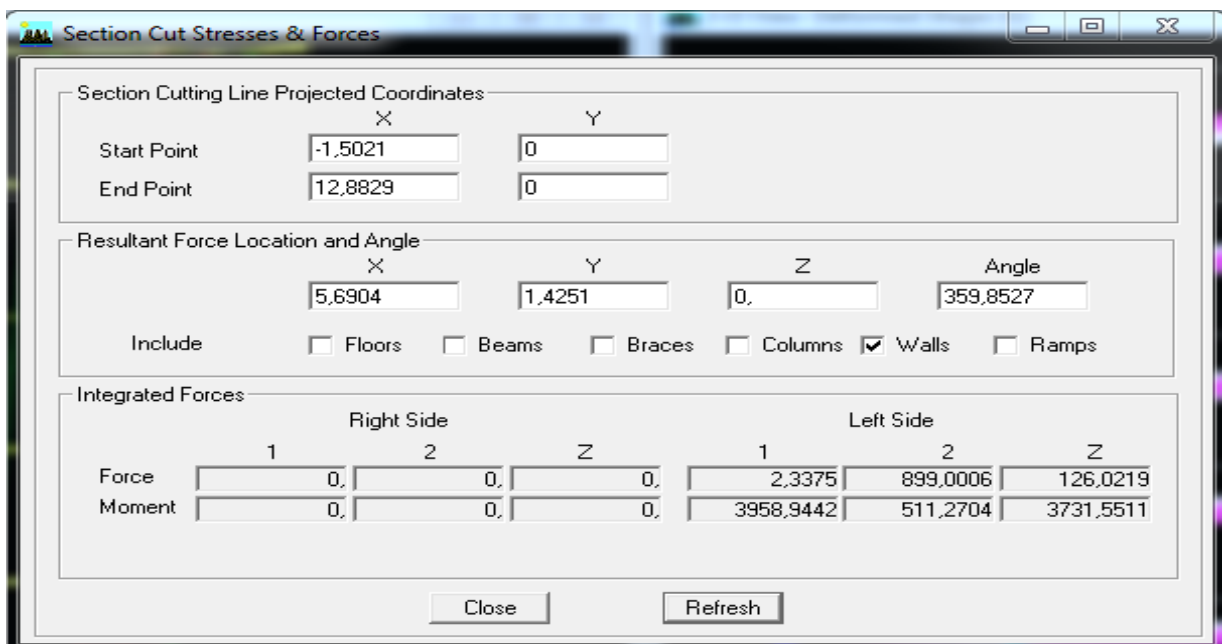 Section Cut Stresses & Forces
Section Cutting Line Projected Coordinates
X Y
Start Point -1,5021 0
End Point 12,8829 0
Resultant Force Location and Angle
X Y Z Angle
5,6904 1,4251 0, 359,8527
Include Floors Beams Braces Columns Walls Ramps
Integrated Forces
Right Side Left Side
1 2 Z 1 2 Z
Force 0, 0, 0, 2,3375 899,0006 126,0219
Moment 0, 0, 0, 3958,9442 511,2704 3731,5511
Close Refresh